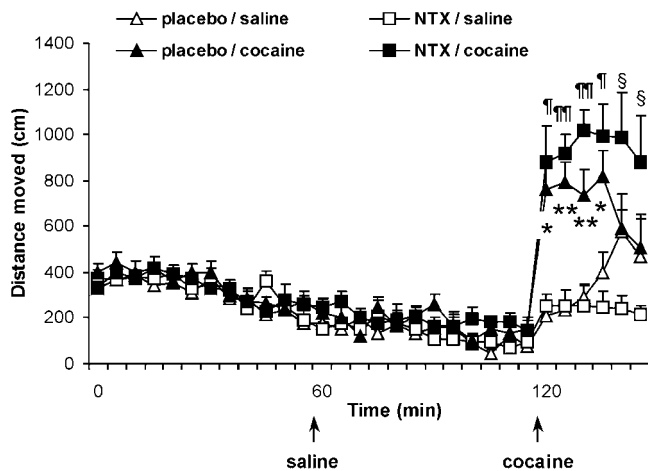 placebo / saline
NTX / saline
placebo / cocaine
NTX / cocaine
Distance moved (cm)
1400
1200
1000
800
600
400
200
0
¶
¶¶
¶¶
¶
§
§
*
**
**
*
0
60
120
Time (min)
saline
cocaine